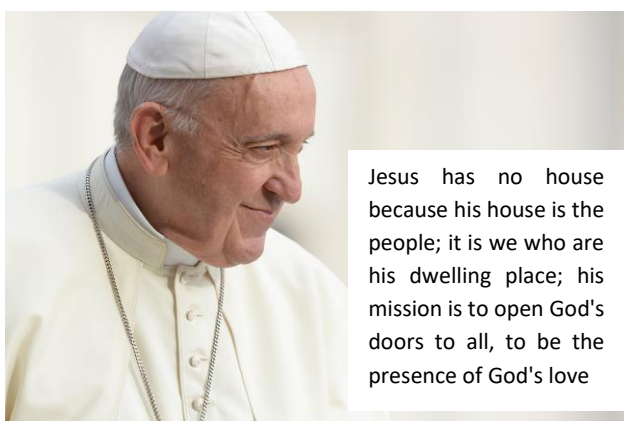 Jesus has no house
because his house is the
people; it is we who are
his dwelling place; his
mission is to open God's
doors to all, to be the
presence of God's love